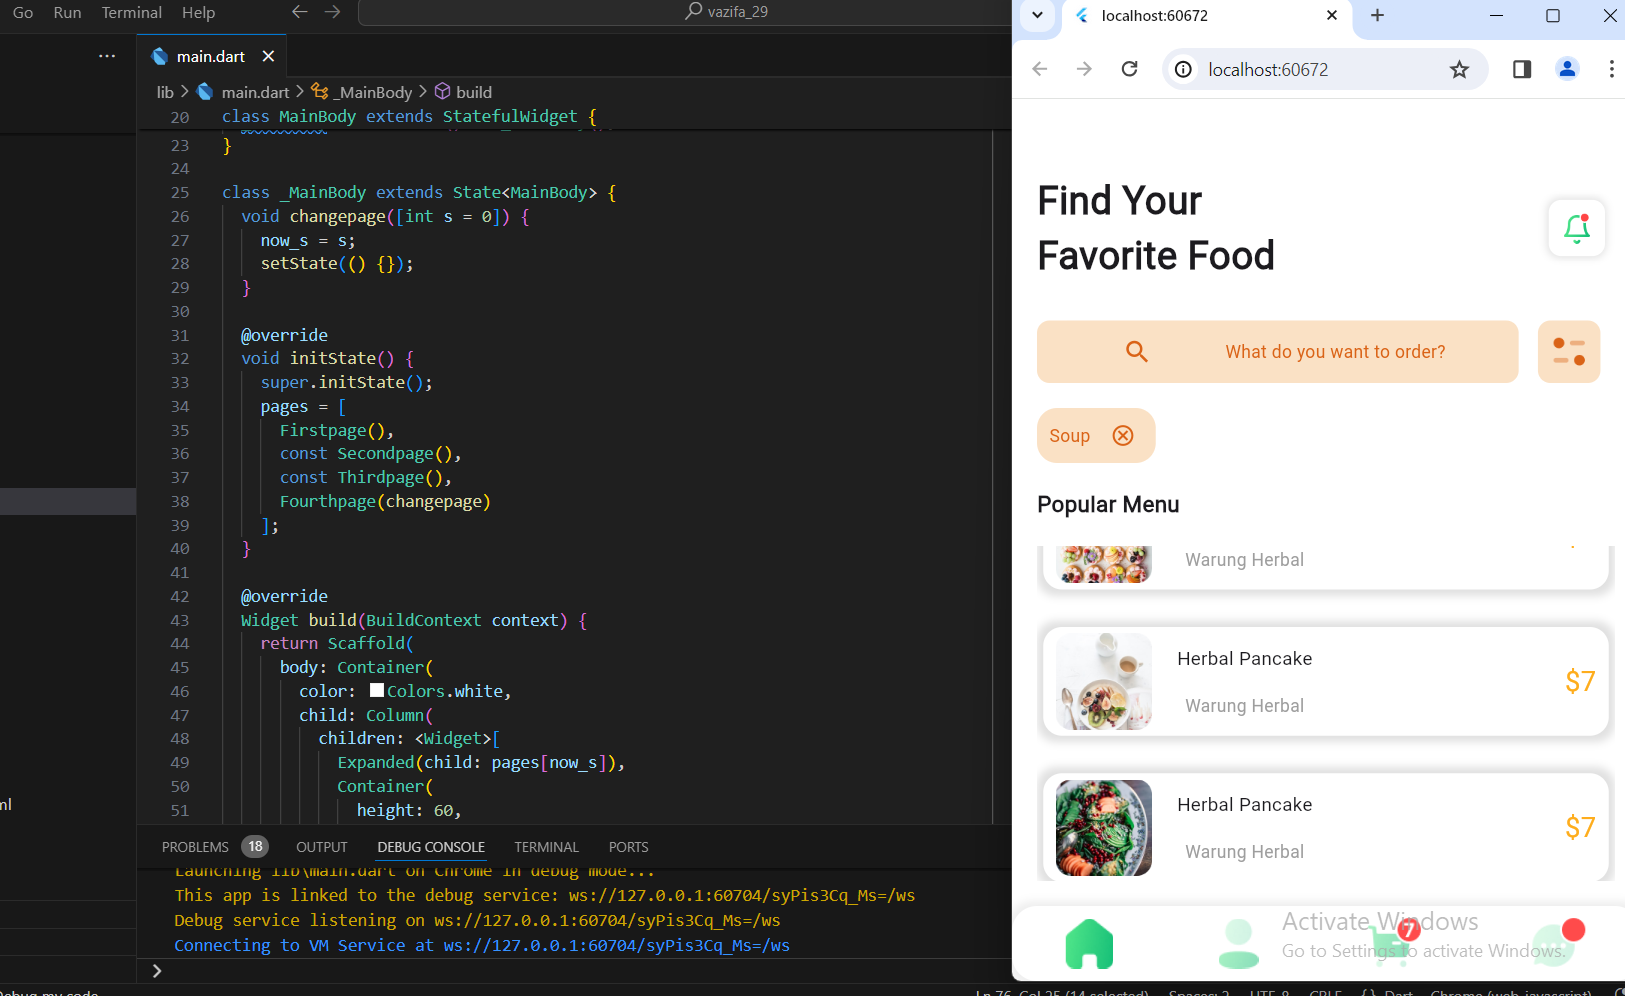 Go Run Terminal Help
vazifa_29
main.dart
lib > main.dart > _MainBody > build
20 class MainBody extends StatefulWidget {
23 }
24
25 class _MainBody extends State<MainBody> {
26 void changepage([int s = 0]) {
27 now_s = s;
28 setState(() {});
29 }
30
31 @override
32 void initState() {
33 super.initState();
34 pages = [
35 Firstpage(),
36 const Secondpage(),
37 const Thirdpage(),
38 Fourthpage(changepage)
39 ];
40 }
41
42 @override
43 Widget build(BuildContext context) {
44 return Scaffold(
45 body: Container(
46 color: Colors.white,
47 child: Column(
48 children: <Widget>[
49 Expanded(child: pages[now_s]),
50 Container(
51 height: 60,
ml
PROBLEMS 18 OUTPUT DEBUG CONSOLE TERMINAL PORTS
Launching lib\main.dart on Chrome in debug mode...
This app is linked to the debug service: ws://127.0.0.1:60704/syPis3Cq_Ms=/ws
Debug service listening on ws://127.0.0.1:60704/syPis3Cq_Ms=/ws
Connecting to VM Service at ws://127.0.0.1:60704/syPis3Cq_Ms=/ws
Debug my code
Ln 76, Col 25 (14 selected) Spaces: 2 UTF-8 CRLF {} Dart Chrome (web-javascript)
localhost:60672
localhost:60672
Find Your
Favorite Food
What do you want to order?
Soup
Popular Menu
Warung Herbal
Herbal Pancake
$7
Warung Herbal
Herbal Pancake
$7
Warung Herbal
7
Activate Windows
Go to Settings to activate Windows.